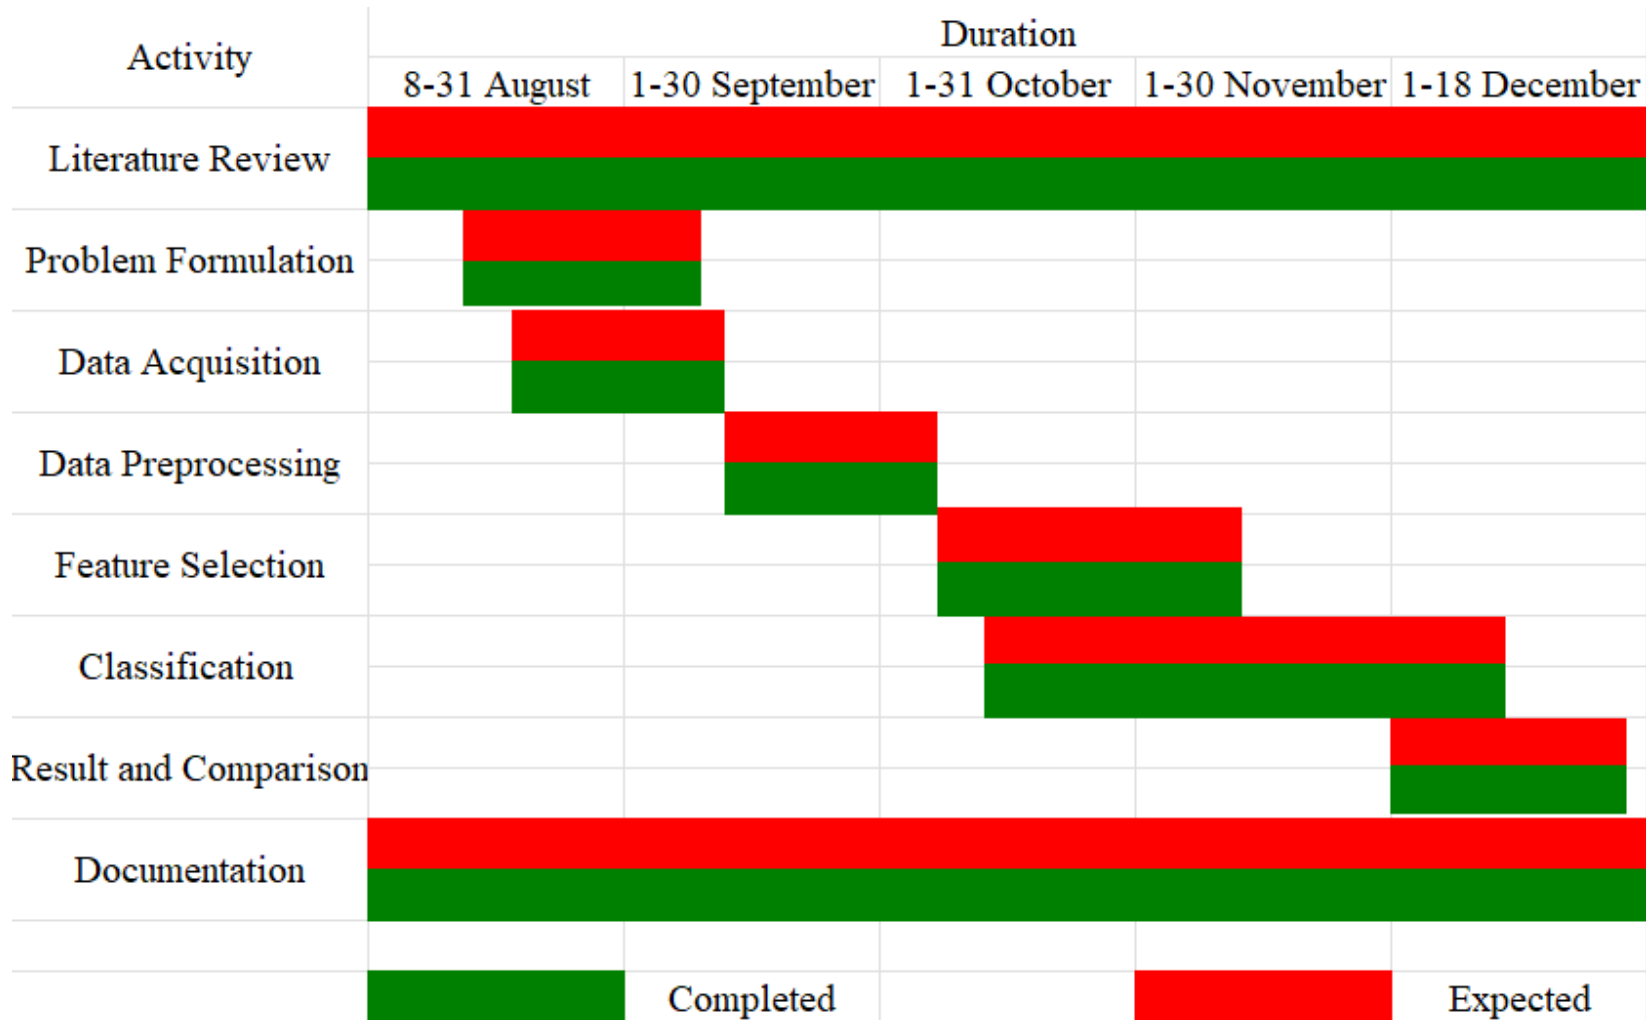 Activity
Duration
8-31 August
1-30 September
1-31 October
1-30 November
1-18 December
Literature Review
Problem Formulation
Data Acquisition
Data Preprocessing
Feature Selection
Classification
Result and Comparison
Documentation
Completed
Expected